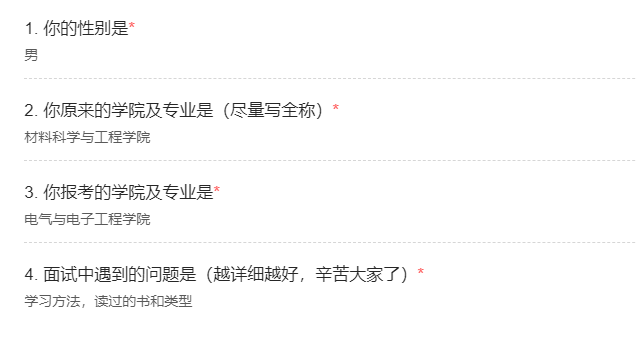 1. 你的性别是*
男
2. 你原来的学院及专业是（尽量写全称）*
材料科学与工程学院
3. 你报考的学院及专业是*
电气与电子工程学院
4. 面试中遇到的问题是（越详细越好，辛苦大家了）*
学习方法，读过的书和类型